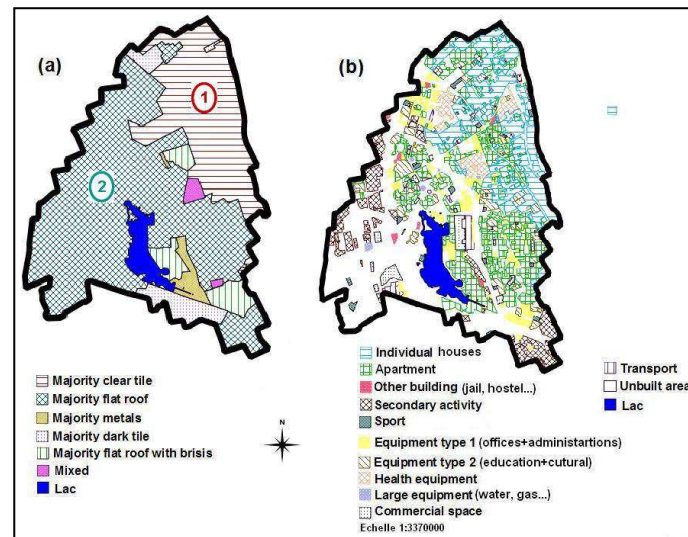 (a)
1
2
Majority clear tile
Majority flat roof
Majority metals
Majority dark tile
Majority flat roof with brisis
Mixed
Lac
N
(b)
Individual houses
Apartment
Other building (jail, hostel...)
Secondary activity
Sport
Equipment type 1 (offices+administartions)
Equipment type 2 (education+cutural)
Health equipment
Large equipment (water, gas...)
Commercial space
Echelle 1:3370000
Transport
Unbuilt area
Lac